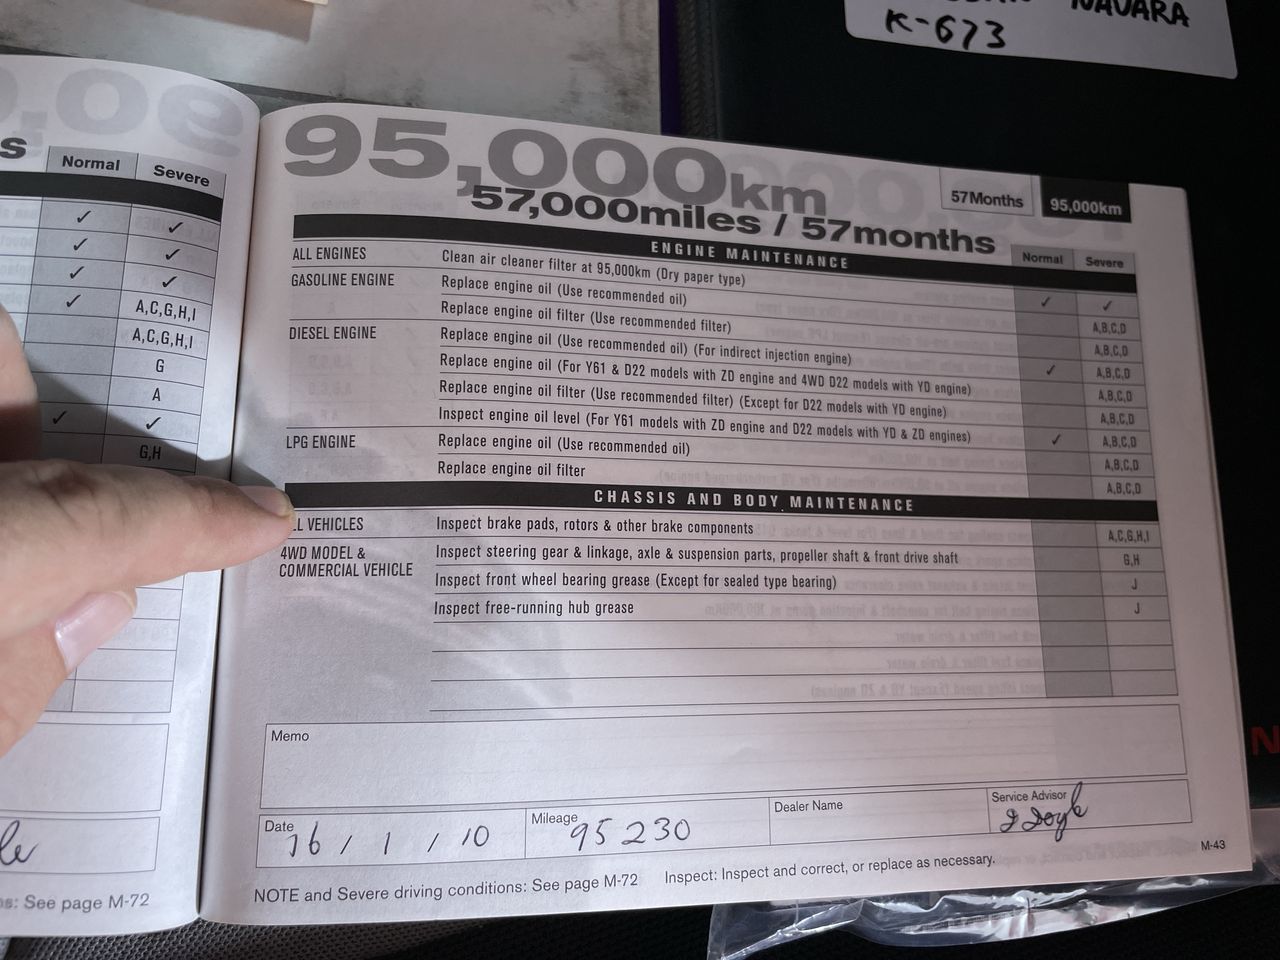 NAVARA
K-673
s
Normal Severe
✓ ✓
✓ ✓
✓ ✓
✓ A,C,G,H,I
A,C,G,H,I
G
A
✓ ✓
G,H
See page M-72
95,000km
57,000miles / 57months
57Months 95,000km
ENGINE MAINTENANCE
Normal Severe
ALL ENGINES Clean air cleaner filter at 95,000km (Dry paper type) ✓ ✓
GASOLINE ENGINE Replace engine oil (Use recommended oil) A,B,C,D
Replace engine oil filter (Use recommended filter) A,B,C,D
DIESEL ENGINE Replace engine oil (Use recommended oil) (For indirect injection engine) ✓ A,B,C,D
Replace engine oil (For Y61 & D22 models with ZD engine and 4WD D22 models with YD engine) A,B,C,D
Replace engine oil filter (Use recommended filter) (Except for D22 models with YD engine) A,B,C,D
Inspect engine oil level (For Y61 models with ZD engine and D22 models with YD & ZD engines) ✓ A,B,C,D
LPG ENGINE Replace engine oil (Use recommended oil) A,B,C,D
Replace engine oil filter A,B,C,D
CHASSIS AND BODY MAINTENANCE
LL VEHICLES Inspect brake pads, rotors & other brake components A,C,G,H,I
4WD MODEL & Inspect steering gear & linkage, axle & suspension parts, propeller shaft & front drive shaft G,H
COMMERCIAL VEHICLE
Inspect front wheel bearing grease (Except for sealed type bearing) J
Inspect free-running hub grease J
Memo
Date Mileage Dealer Name Service Advisor
16 / 1 / 10 95230 Doyle
M-43
NOTE and Severe driving conditions: See page M-72 Inspect: Inspect and correct, or replace as necessary.